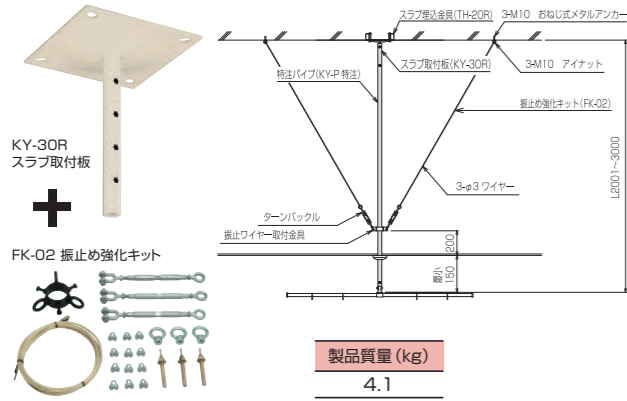 KY-30R
スラブ取付板
FK-02 振止め強化キット
スラブ埋込金具(TH-20R)
3-M10 おねじ式メタルアンカー
スラブ取付板(KY-30R)
3-M10 アイナット
特注パイプ(KY-P 特注)
振止め強化キット(FK-02)
3-φ3 ワイヤー
ターンバックル
振止ワイヤー取付金具
200
最小
150
L2001~3000
製品質量(kg)
4.1